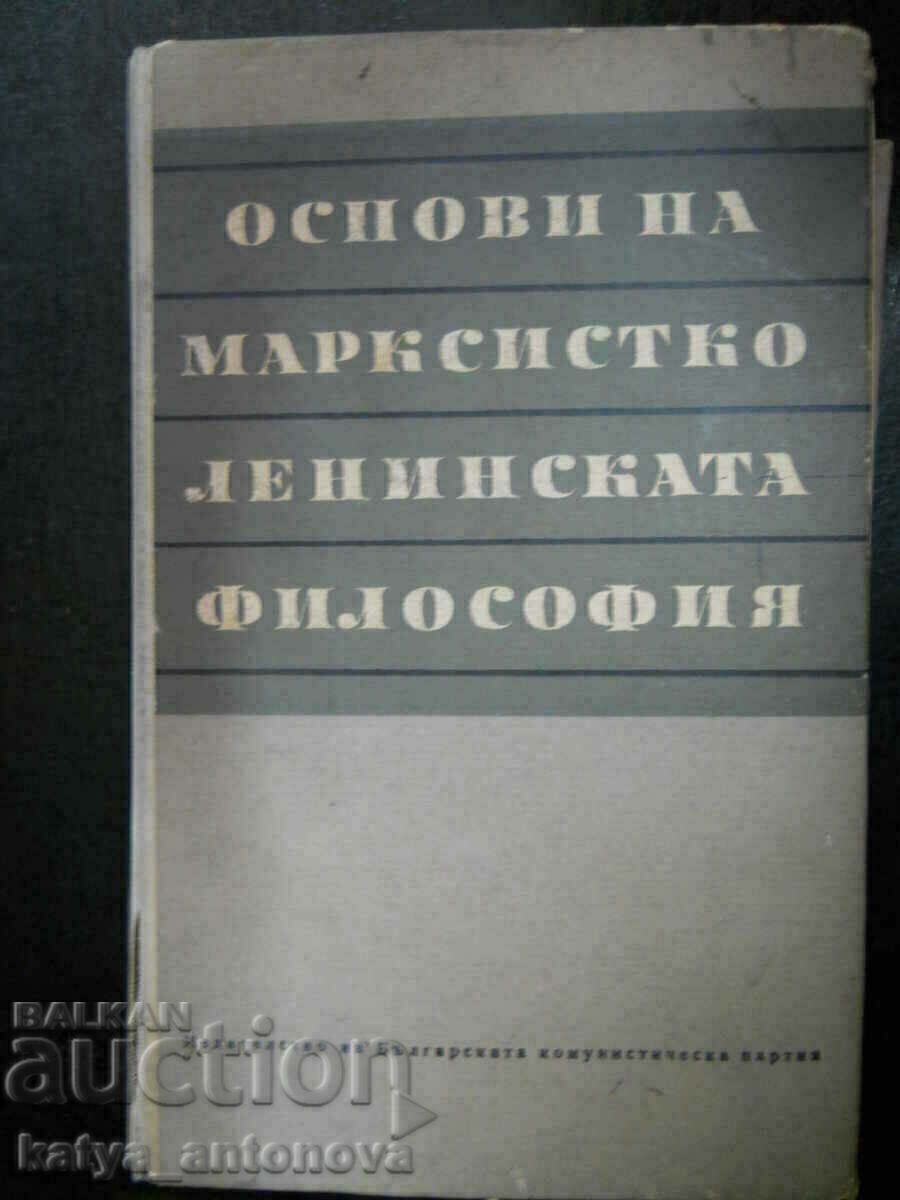 ОСНОВИ НА
МАРКСИСТКО
ЛЕНИНСКАТА
ФИЛОСОФИЯ
Издателство на Българската комунистическа партия
BALKAN
auction
katya_antonova